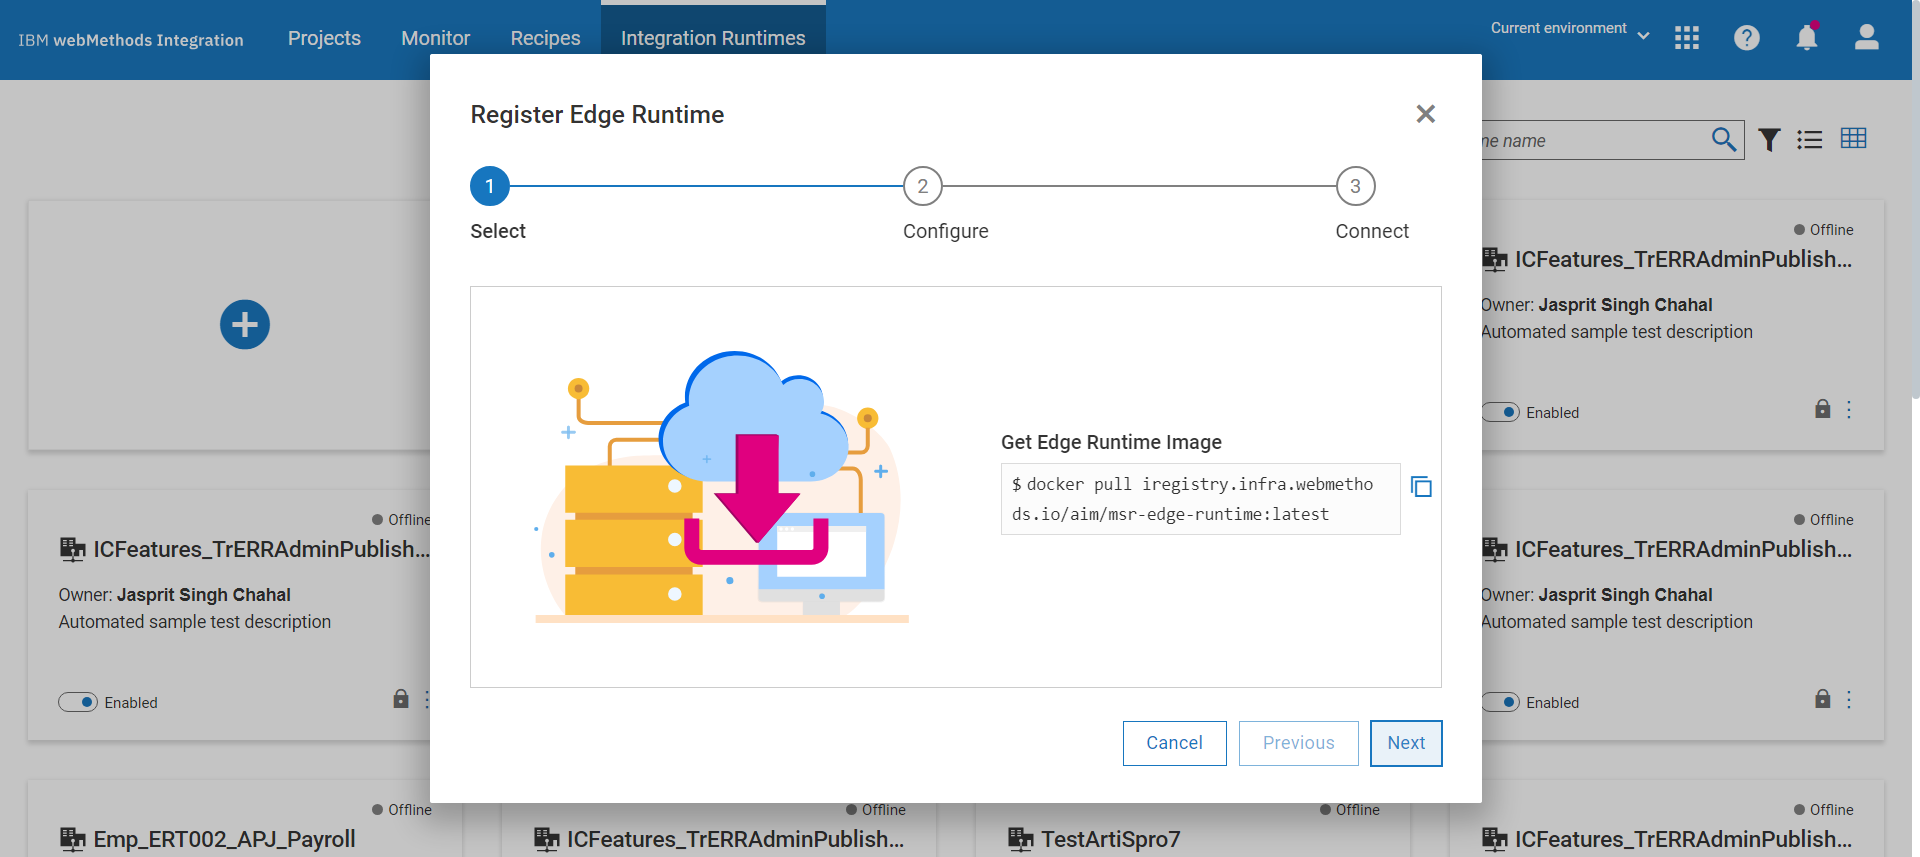 IBM webMethods Integration
Projects
Monitor
Recipes
Integration Runtimes
Current environment
Register Edge Runtime
1
2
3
Select
Configure
Connect
Get Edge Runtime Image
$ docker pull iregistry.infra.webmetho
ds.io/aim/msr-edge-runtime:latest
Cancel
Previous
Next
name
Offline
ICFeatures_TrERRAdminPublish...
Owner: Jasprit Singh Chahal
Automated sample test description
Enabled
Offline
ICFeatures_TrERRAdminPublish...
Owner: Jasprit Singh Chahal
Automated sample test description
Enabled
Offline
ICFeatures_TrERRAdminPublish...
Owner: Jasprit Singh Chahal
Automated sample test description
Enabled
Offline
Emp_ERT002_APJ_Payroll
Offline
ICFeatures_TrERRAdminPublish...
Offline
TestArtiSpro7
Offline
ICFeatures_TrERRAdminPublish...